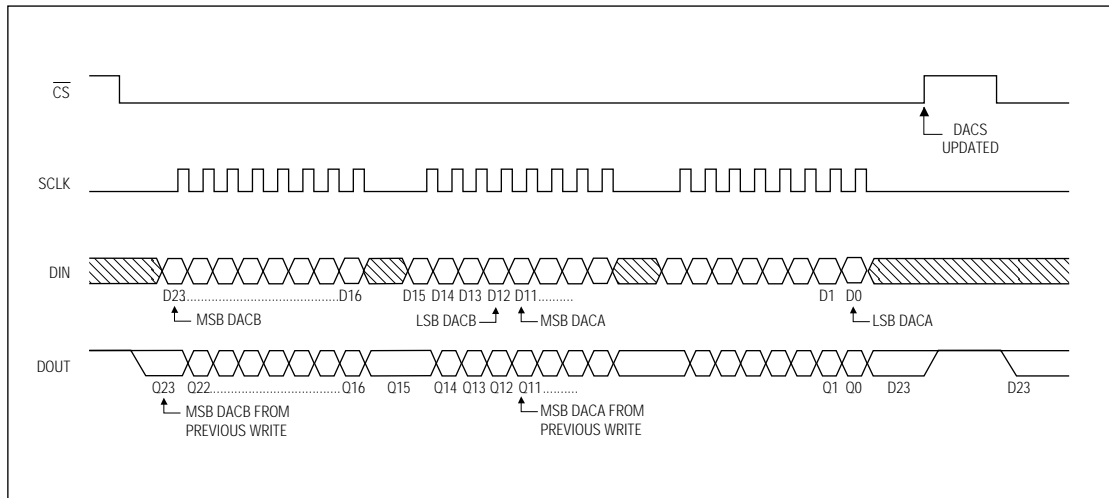 CS
DACS
UPDATED
SCLK
DIN
D23......................................D16 D15 D14 D13 D12 D11.......... D1 D0
MSB DACB LSB DACB MSB DACA LSB DACA
DOUT
Q23 Q22..................................Q16 Q15 Q14 Q13 Q12 Q11.......... Q1 Q0 D23 D23
MSB DACB FROM
PREVIOUS WRITE
MSB DACA FROM
PREVIOUS WRITE